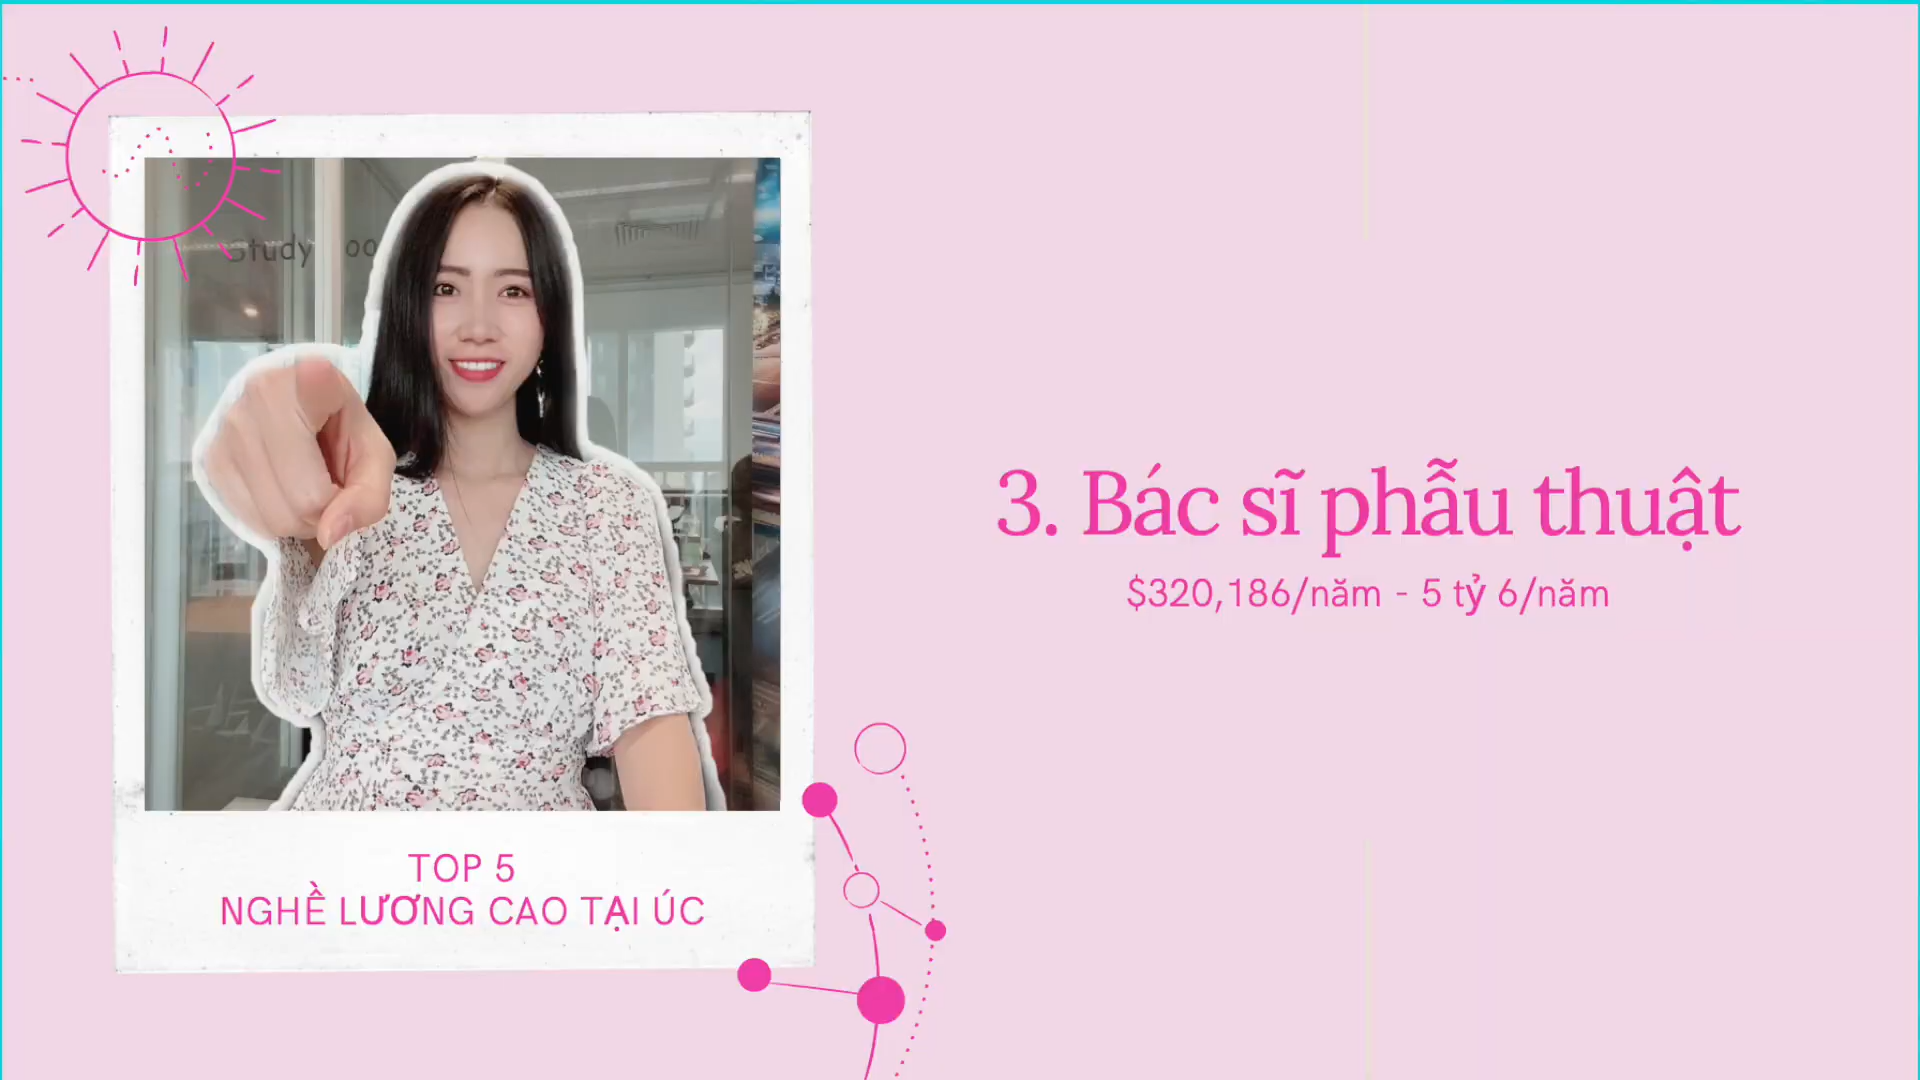 Study
TOP 5
NGHỀ LƯƠNG CAO TẠI ÚC
3. Bác sĩ phẫu thuật
$320,186/năm - 5 tỷ 6/năm